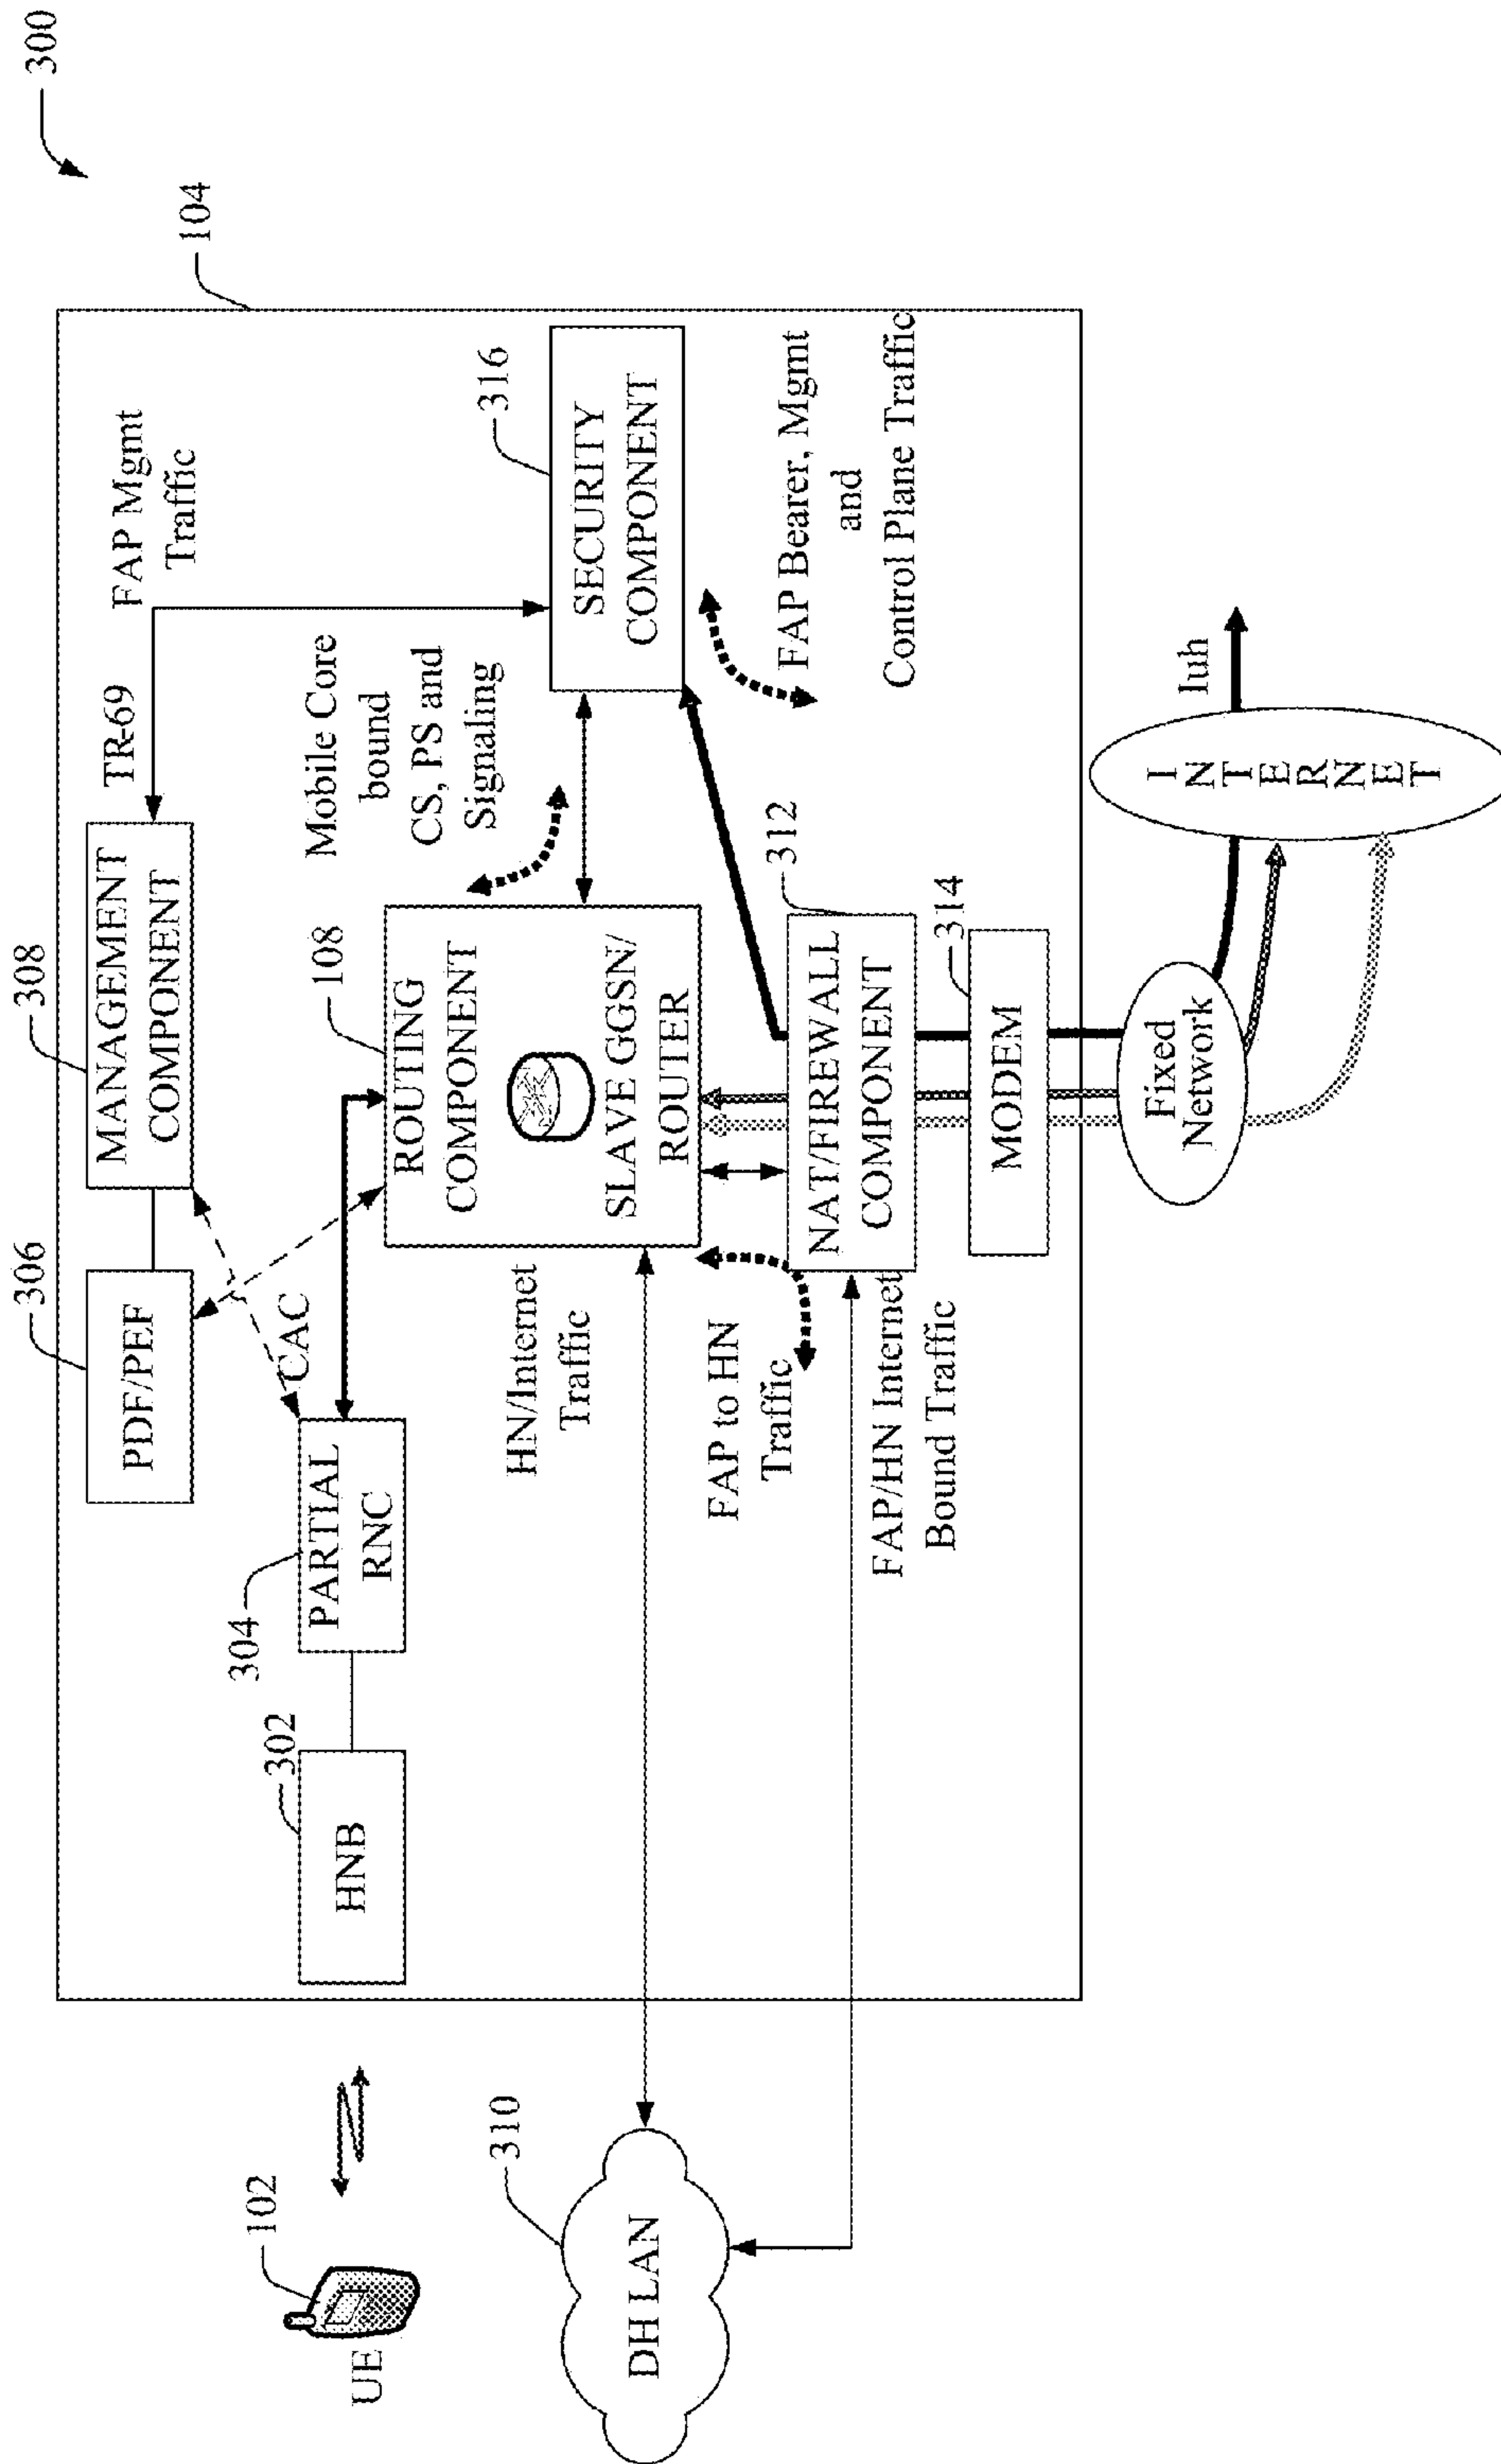 300
104
FAP Mgmt
Traffic
TR-69
308
MANAGEMENT
COMPONENT
306
PDF/PEF
CAC
304
PARTIAL
RNC
302
HNB
102
UE
108
ROUTING
COMPONENT
SLAVE GGSN/
ROUTER
Mobile Core
bound
CS, PS and
Signaling
316
SECURITY
COMPONENT
FAP Bearer, Mgmt
and
Control Plane Traffic
HN/Internet
Traffic
FAP to HN
Traffic
FAP/HN Internet
Bound Traffic
310
DH LAN
312
NAT/FIREWALL
COMPONENT
314
MODEM
Fixed
Network
INTERNET
Iuh